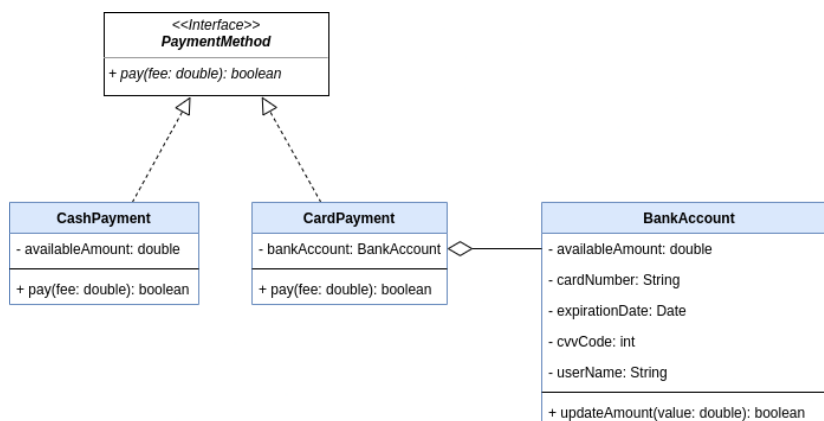 <<Interface>>
PaymentMethod
+ pay(fee: double): boolean
CashPayment
- availableAmount: double
+ pay(fee: double): boolean
CardPayment
- bankAccount: BankAccount
+ pay(fee: double): boolean
BankAccount
- availableAmount: double
- cardNumber: String
- expirationDate: Date
- cvvCode: int
- userName: String
+ updateAmount(value: double): boolean